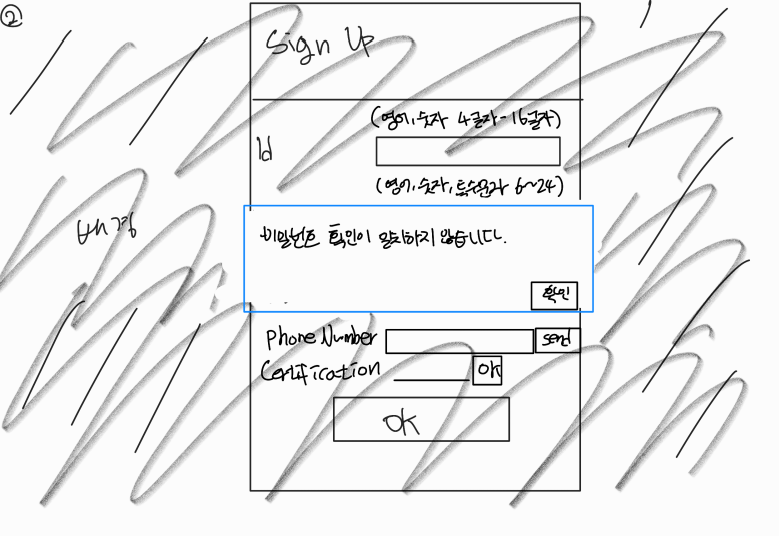 ②
Sign Up
(영어, 숫자 4글자-16글자)
Id
(영어, 숫자, 특수문자 6~24)
배경
비밀번호 확인이 일치하지 않습니다.
확인
Phone Number send
Certification OK
OK